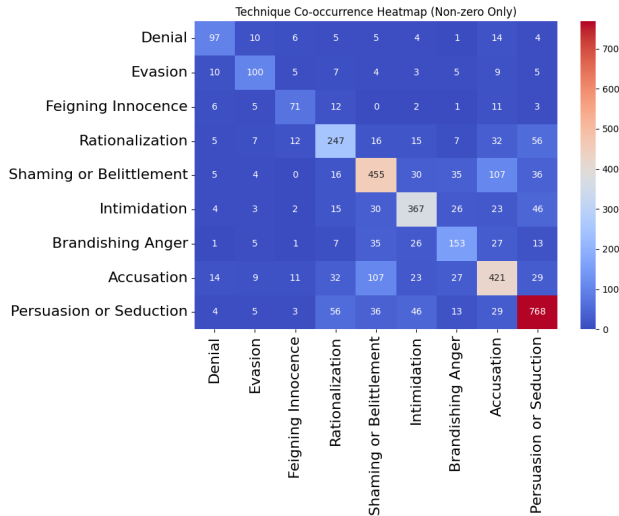 Technique Co-occurrence Heatmap (Non-zero Only)
Denial 97 10 6 5 5 4 1 14 4
Evasion 10 100 5 7 4 3 5 9 5
Feigning Innocence 6 5 71 12 0 2 1 11 3
Rationalization 5 7 12 247 16 15 7 32 56
Shaming or Belittlement 5 4 0 16 455 30 35 107 36
Intimidation 4 3 2 15 30 367 26 23 46
Brandishing Anger 1 5 1 7 35 26 153 27 13
Accusation 14 9 11 32 107 23 27 421 29
Persuasion or Seduction 4 5 3 56 36 46 13 29 768
Denial
Evasion
Feigning Innocence
Rationalization
Shaming or Belittlement
Intimidation
Brandishing Anger
Accusation
Persuasion or Seduction
700
600
500
400
300
200
100
0